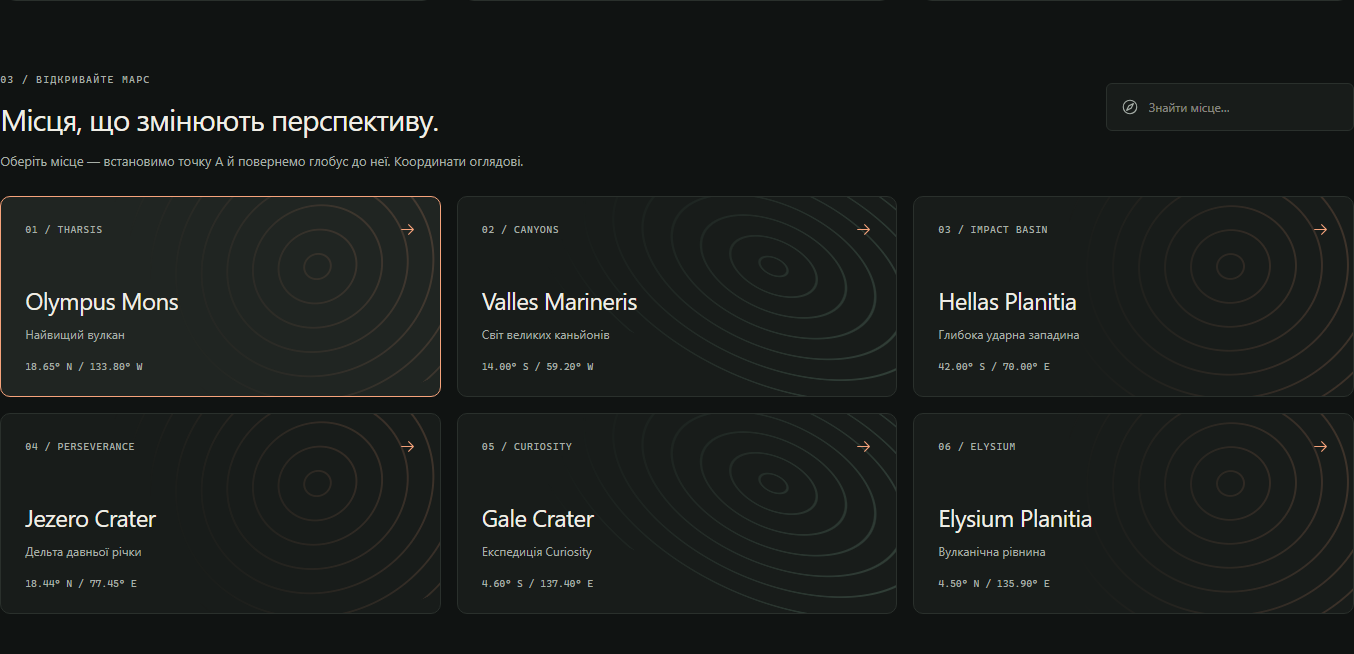 03 / ВІДКРИВАЙТЕ МАРС
Місця, що змінюють перспективу.
Знайти місце...
Оберіть місце — встановимо точку А й повернемо глобус до неї. Координати оглядові.
01 / THARSIS
Olympus Mons
Найвищий вулкан
18.65° N / 133.80° W
02 / CANYONS
Valles Marineris
Світ великих каньйонів
14.00° S / 59.20° W
03 / IMPACT BASIN
Hellas Planitia
Глибока ударна западина
42.00° S / 70.00° E
04 / PERSEVERANCE
Jezero Crater
Дельта давньої річки
18.44° N / 77.45° E
05 / CURIOSITY
Gale Crater
Експедиція Curiosity
4.60° S / 137.40° E
06 / ELYSIUM
Elysium Planitia
Вулканічна рівнина
4.50° N / 135.90° E